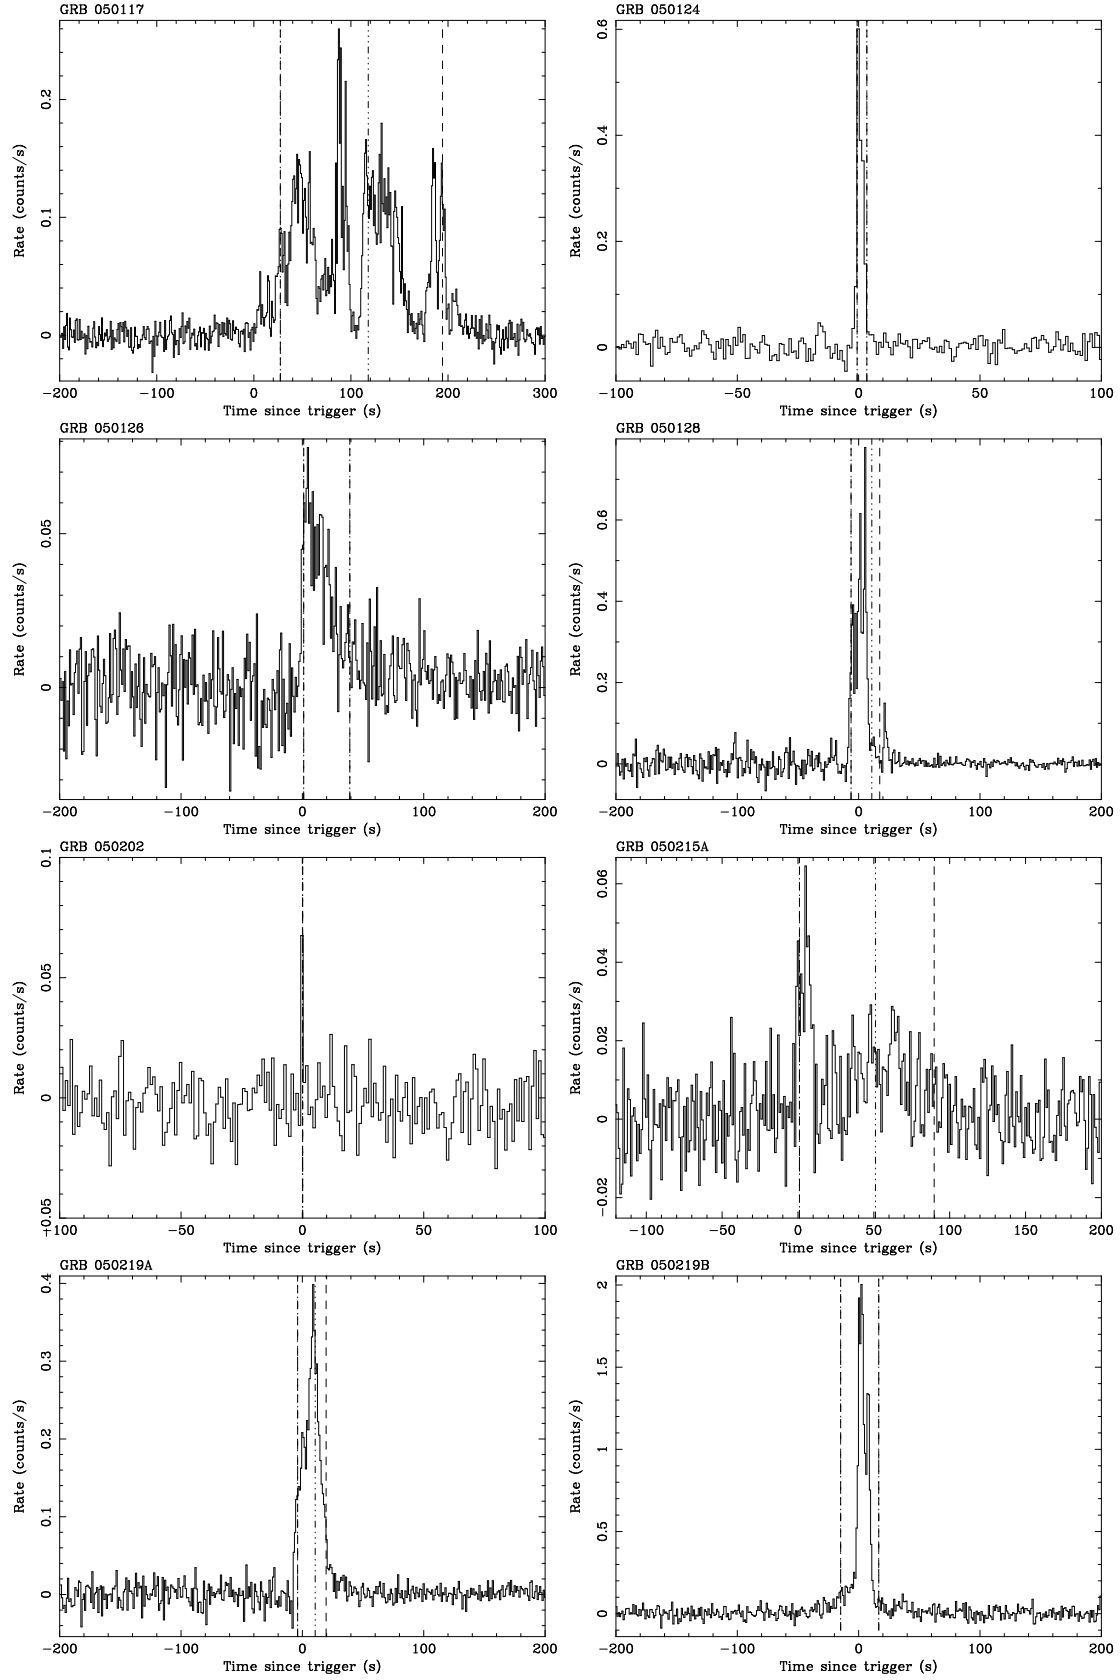 GRB 050117
Rate (counts/s)
0 0.1 0.2
−200 −100 0 100 200 300
Time since trigger (s)
GRB 050124
Rate (counts/s)
0 0.2 0.4 0.6
−100 −50 0 50 100
Time since trigger (s)
GRB 050126
Rate (counts/s)
0 0.05
−200 −100 0 100 200
Time since trigger (s)
GRB 050128
Rate (counts/s)
0 0.2 0.4 0.6
−200 −100 0 100 200
Time since trigger (s)
GRB 050202
Rate (counts/s)
0 0.05 0.1
−50 0 50 100
Time since trigger (s)
GRB 050215A
Rate (counts/s)
−0.02 0 0.02 0.04 0.06
−100 −50 0 50 100 150 200
Time since trigger (s)
GRB 050219A
Rate (counts/s)
0 0.1 0.2 0.3 0.4
−200 −100 0 100 200
Time since trigger (s)
GRB 050219B
Rate (counts/s)
0 0.5 1 1.5 2
−200 −100 0 100 200
Time since trigger (s)